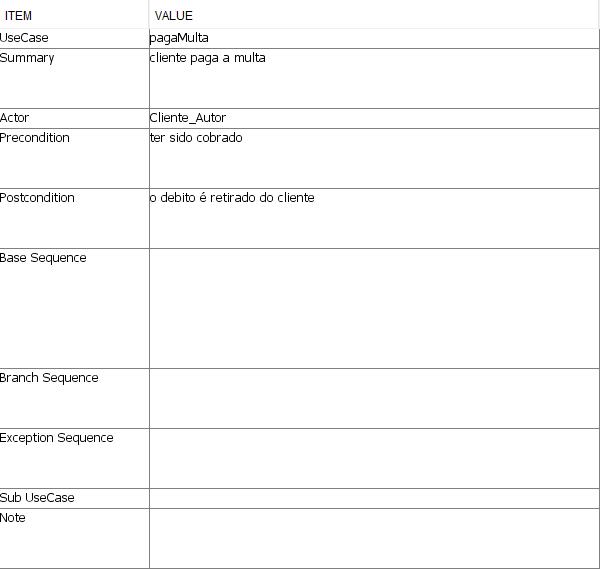 ITEM VALUE
UseCase pagaMulta
Summary cliente paga a multa
Actor Cliente_Autor
Precondition ter sido cobrado
Postcondition o debito é retirado do cliente
Base Sequence
Branch Sequence
Exception Sequence
Sub UseCase
Note